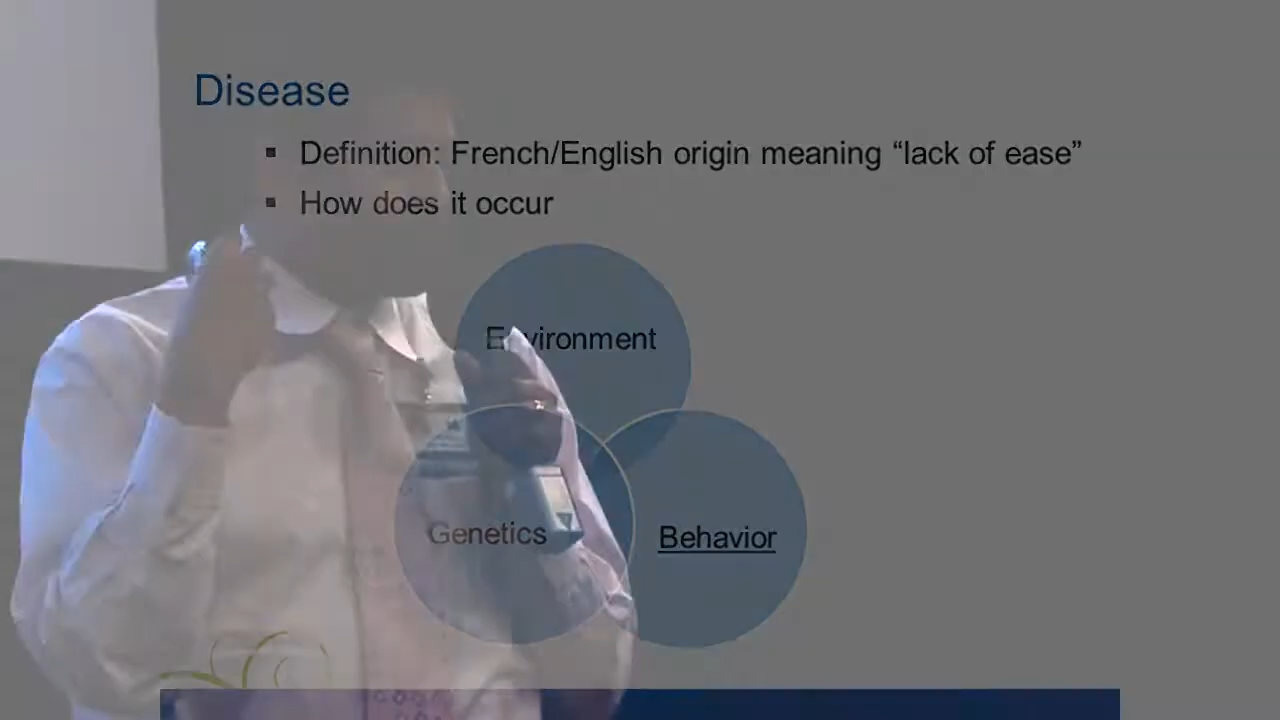 Disease
Definition: French/English origin meaning “lack of ease”
How does it occur
Environment
Genetics
Behavior